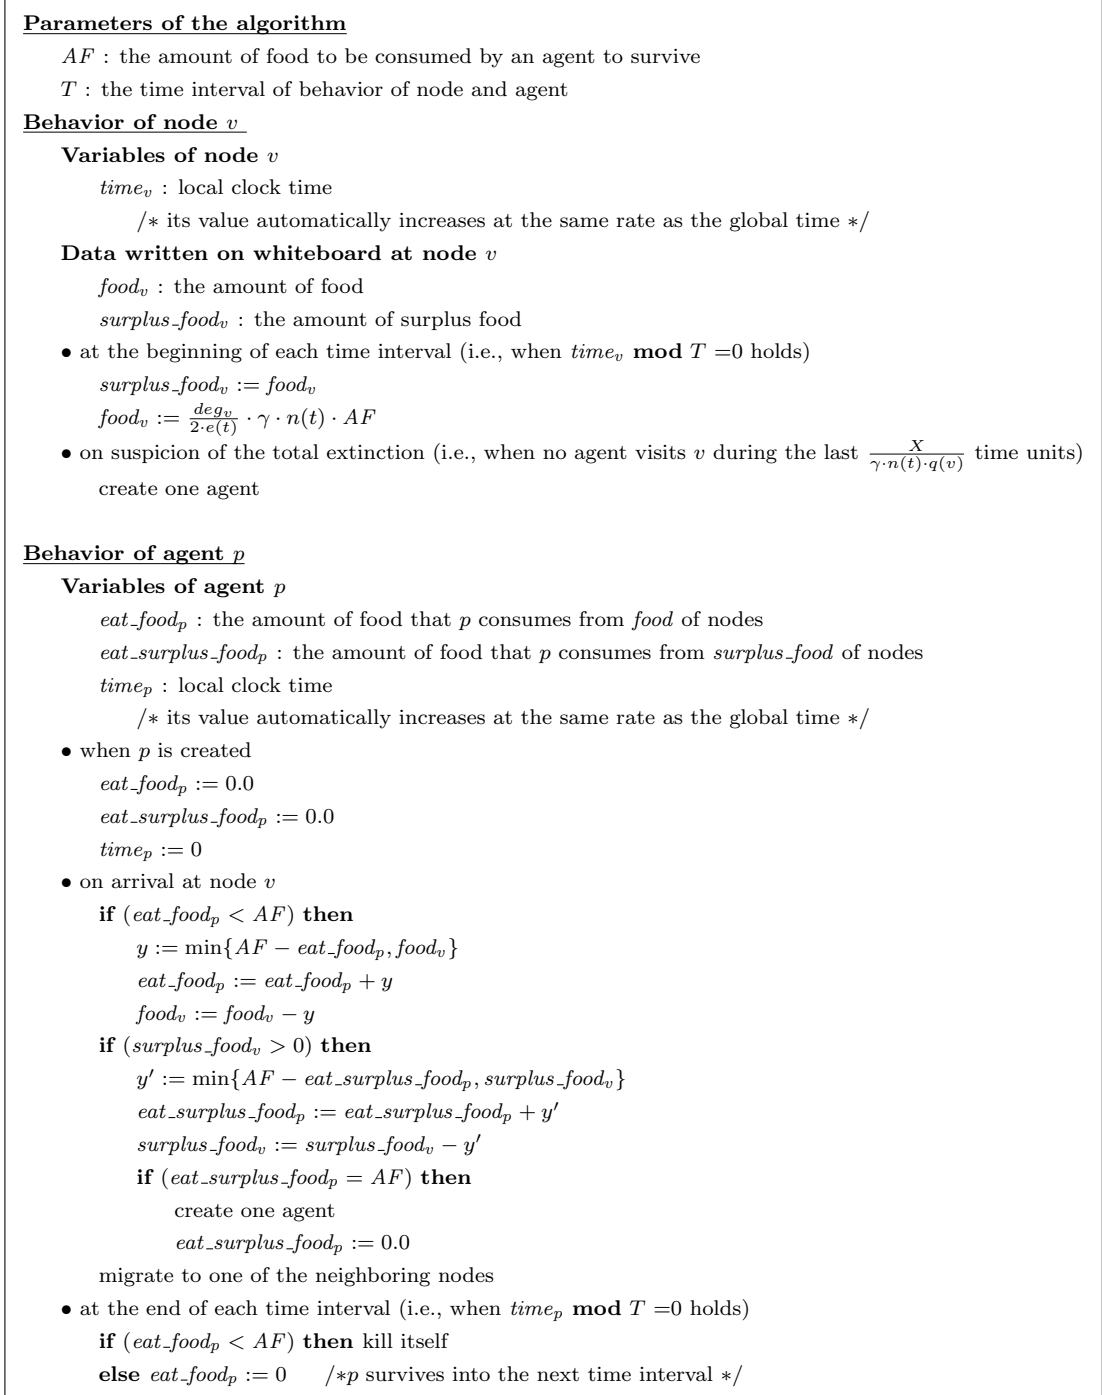 Parameters of the algorithm
AF : the amount of food to be consumed by an agent to survive
T : the time interval of behavior of node and agent
Behavior of node v
Variables of node v
time_v : local clock time
/∗ its value automatically increases at the same rate as the global time ∗/
Data written on whiteboard at node v
food_v : the amount of food
surplus_food_v : the amount of surplus food
• at the beginning of each time interval (i.e., when time_v mod T =0 holds)
surplus_food_v := food_v
food_v := \frac{deg_v}{2·e(t)} · γ · n(t) · AF
• on suspicion of the total extinction (i.e., when no agent visits v during the last \frac{X}{γ·n(t)·q(v)} time units)
create one agent
Behavior of agent p
Variables of agent p
eat_food_p : the amount of food that p consumes from food of nodes
eat_surplus_food_p : the amount of food that p consumes from surplus_food of nodes
time_p : local clock time
/∗ its value automatically increases at the same rate as the global time ∗/
• when p is created
eat_food_p := 0.0
eat_surplus_food_p := 0.0
time_p := 0
• on arrival at node v
if (eat_food_p < AF) then
y := min{AF − eat_food_p, food_v}
eat_food_p := eat_food_p + y
food_v := food_v − y
if (surplus_food_v > 0) then
y′ := min{AF − eat_surplus_food_p, surplus_food_v}
eat_surplus_food_p := eat_surplus_food_p + y′
surplus_food_v := surplus_food_v − y′
if (eat_surplus_food_p = AF) then
create one agent
eat_surplus_food_p := 0.0
migrate to one of the neighboring nodes
• at the end of each time interval (i.e., when time_p mod T =0 holds)
if (eat_food_p < AF) then kill itself
else eat_food_p := 0 /∗p survives into the next time interval ∗/